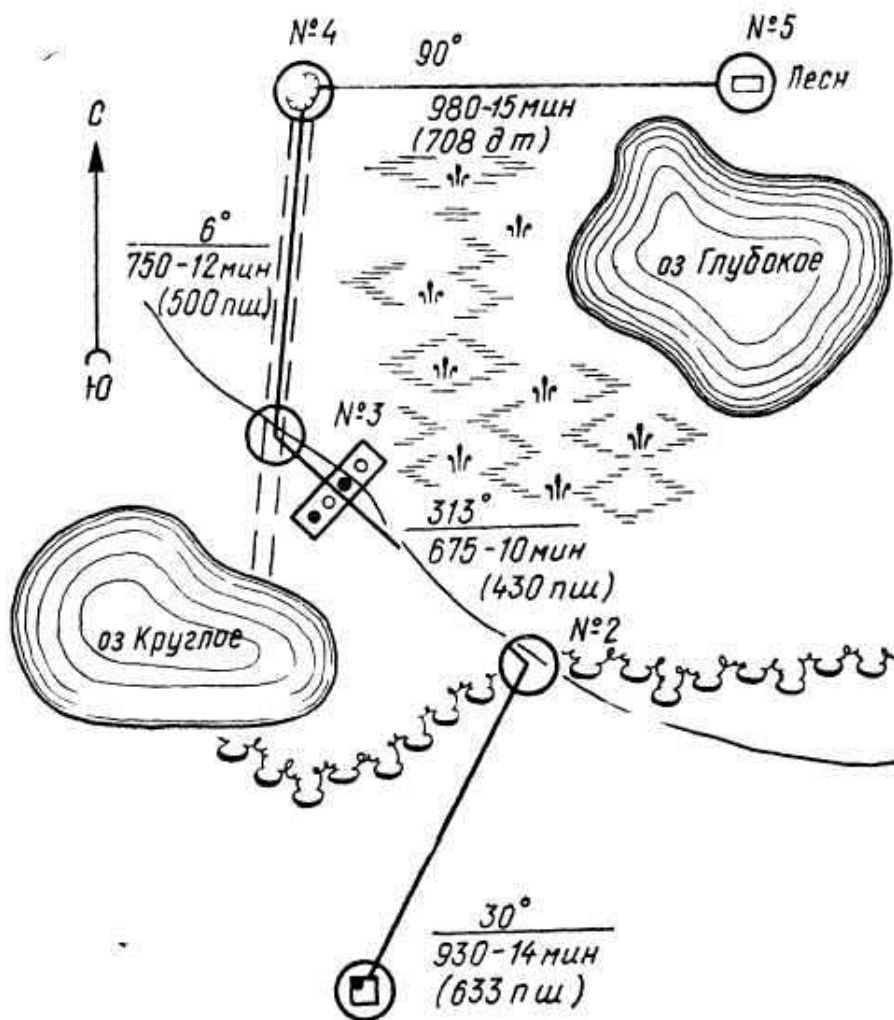 №4
№5
90°
Лесн
980-15мин
(708 дт)
С
6°
750-12мин
(500пш)
оз Глубокое
Ю
№3
313°
675-10мин
(430 пш)
№2
оз Круглое
30°
930-14мин
(633 пш)